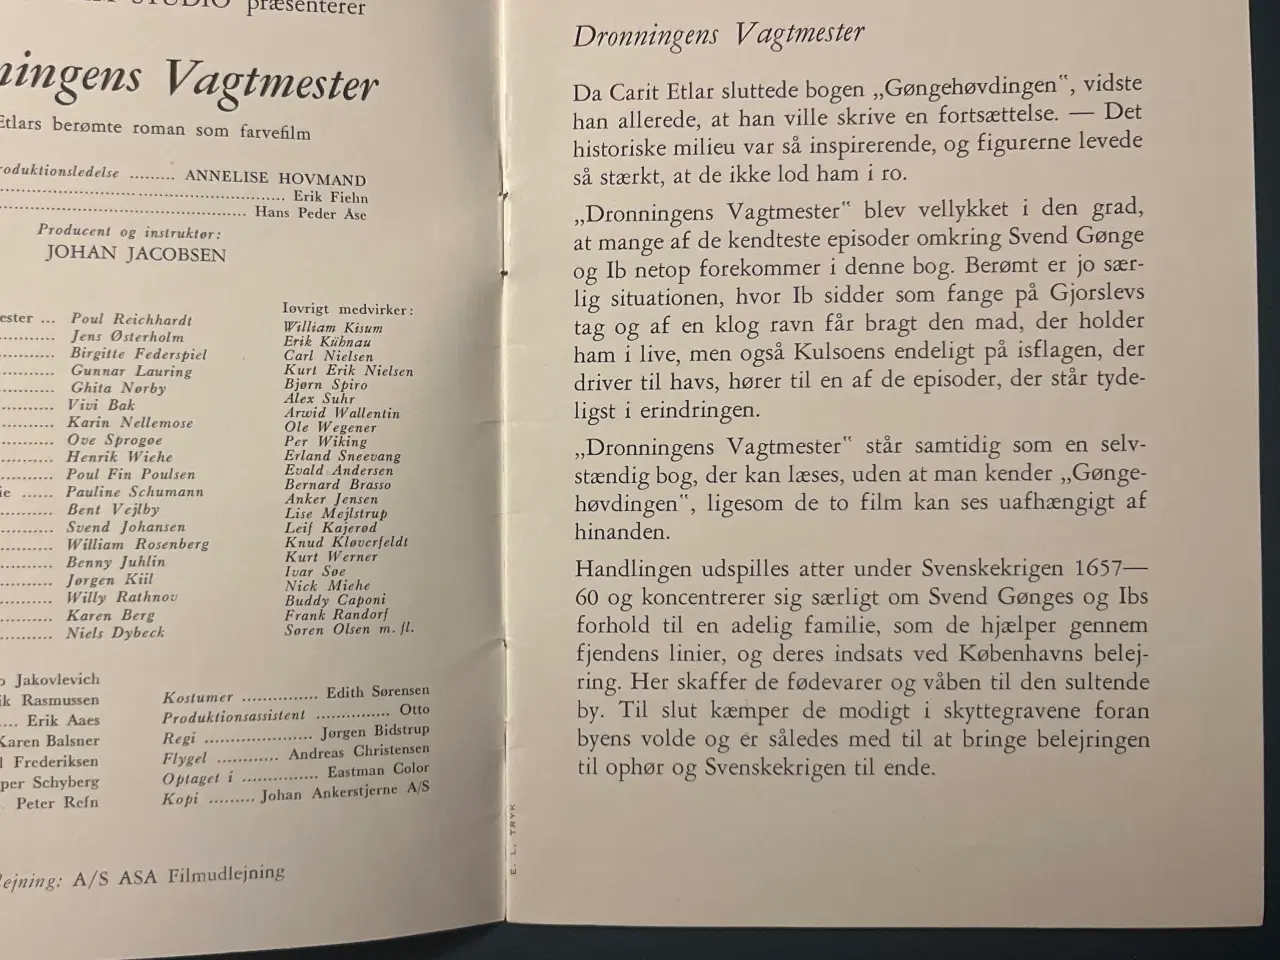 STUDIO præsenterer
ningens Vagtmester
Etlars berømte roman som farvefilm
roduktionsledelse ......... ANNELISE HOVMAND
Erik Fiehn
Hans Peder Åse
Producent og instruktør:
JOHAN JACOBSEN
ester ... Poul Reichhardt
Jens Østerholm
Birgitte Federspiel
Gunnar Lauring
Ghita Nørby
Vivi Bak
Karin Nellemose
Ove Sprogøe
Henrik Wiehe
Poul Fin Poulsen
ie ...... Pauline Schumann
Bent Vejlby
Svend Johansen
William Rosenberg
Benny Juhlin
Jørgen Kiil
Willy Rathnov
Karen Berg
Niels Dybeck
Iøvrigt medvirker:
William Kisum
Erik Kühnau
Carl Nielsen
Kurt Erik Nielsen
Bjørn Spiro
Alex Suhr
Arwid Wallentin
Ole Wegener
Per Wiking
Erland Sneevang
Evald Andersen
Bernard Brasso
Anker Jensen
Lise Mejlstrup
Leif Kajerød
Knud Kløverfeldt
Kurt Werner
Ivar Søe
Nick Miehe
Buddy Caponi
Frank Randorf
Søren Olsen m. fl.
o Jakovlevich
ik Rasmussen
.... Erik Aaes
Karen Balsner
l Frederiksen
per Schyberg
Peter Refn
Kostumer ............... Edith Sørensen
Produktionsassistent ............... Otto
Regi ..................... Jørgen Bidstrup
Flygel ............ Andreas Christensen
Optaget i ............... Eastman Color
Kopi ......... Johan Ankerstjerne A/S
lejning: A/S ASA Filmudlejning
E. L. TRYK
Dronningens Vagtmester
Da Carit Etlar sluttede bogen „Gøngehøvdingen‟, vidste
han allerede, at han ville skrive en fortsættelse. — Det
historiske milieu var så inspirerende, og figurerne levede
så stærkt, at de ikke lod ham i ro.
„Dronningens Vagtmester‟ blev vellykket i den grad,
at mange af de kendteste episoder omkring Svend Gønge
og Ib netop forekommer i denne bog. Berømt er jo sær-
lig situationen, hvor Ib sidder som fange på Gjorslevs
tag og af en klog ravn får bragt den mad, der holder
ham i live, men også Kulsoens endeligt på isflagen, der
driver til havs, hører til en af de episoder, der står tyde-
ligst i erindringen.
„Dronningens Vagtmester‟ står samtidig som en selv-
stændig bog, der kan læses, uden at man kender „Gønge-
høvdingen‟, ligesom de to film kan ses uafhængigt af
hinanden.
Handlingen udspilles atter under Svenskekrigen 1657—
60 og koncentrerer sig særligt om Svend Gønges og Ibs
forhold til en adelig familie, som de hjælper gennem
fjendens linier, og deres indsats ved Københavns belej-
ring. Her skaffer de fødevarer og våben til den sultende
by. Til slut kæmper de modigt i skyttegravene foran
byens volde og er således med til at bringe belejringen
til ophør og Svenskekrigen til ende.